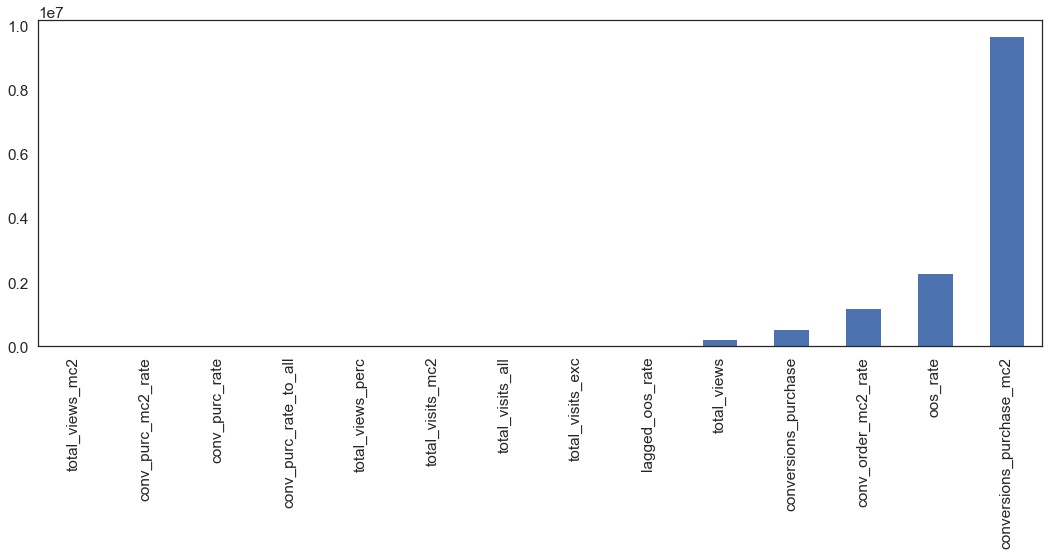 1e7
1.0
0.8
0.6
0.4
0.2
0.0
total_views_mc2
conv_purc_mc2_rate
conv_purc_rate
conv_purc_rate_to_all
total_views_perc
total_visits_mc2
total_visits_all
total_visits_exc
lagged_oos_rate
total_views
conversions_purchase
conv_order_mc2_rate
oos_rate
conversions_purchase_mc2